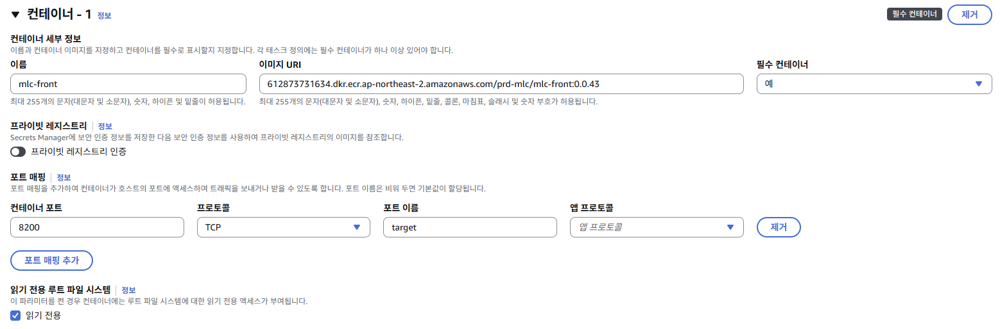 컨테이너 - 1 정보
필수 컨테이너
제거
컨테이너 세부 정보
이름과 컨테이너 이미지를 지정하고 컨테이너를 필수로 표시할지 지정합니다. 각 태스크 정의에는 필수 컨테이너가 하나 이상 있어야 합니다.
이름
이미지 URI
필수 컨테이너
mlc-front
612873731634.dkr.ecr.ap-northeast-2.amazonaws.com/prd-mlc/mlc-front:0.0.43
예
최대 255개의 문자(대문자 및 소문자), 숫자, 하이픈 및 밑줄이 허용됩니다.
최대 255개의 문자(대문자 및 소문자), 숫자, 하이픈, 밑줄, 콜론, 마침표, 슬래시 및 숫자 부호가 허용됩니다.
프라이빗 레지스트리 정보
Secrets Manager에 보안 인증 정보를 저장한 다음 보안 인증 정보를 사용하여 프라이빗 레지스트리의 이미지를 참조합니다.
프라이빗 레지스트리 인증
포트 매핑 정보
포트 매핑을 추가하여 컨테이너가 호스트의 포트에 액세스하여 트래픽을 보내거나 받을 수 있도록 합니다. 포트 이름은 비워 두면 기본값이 할당됩니다.
컨테이너 포트
프로토콜
포트 이름
앱 프로토콜
8200
TCP
target
앱 프로토콜
제거
포트 매핑 추가
읽기 전용 루트 파일 시스템 정보
이 파라미터를 켠 경우 컨테이너에는 루트 파일 시스템에 대한 읽기 전용 액세스가 부여됩니다.
읽기 전용